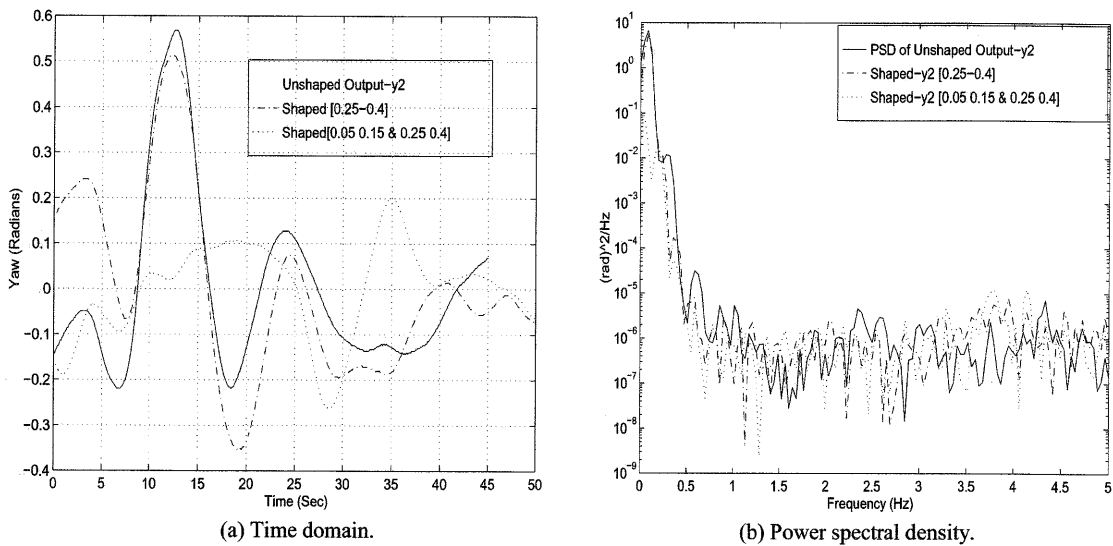 0.6
0.5
0.4
0.3
0.2
0.1
0
−0.1
−0.2
−0.3
−0.4
Yaw (Radians)
Unshaped Output−y2
Shaped [0.25−0.4]
Shaped[0.05 0.15 & 0.25 0.4]
0 5 10 15 20 25 30 35 40 45 50
Time (Sec)
(a) Time domain.
10^1
10^0
10^-1
10^-2
10^-3
10^-4
10^-5
10^-6
10^-7
10^-8
10^-9
(rad)^2/Hz
PSD of Unshaped Output−y2
Shaped−y2 [0.25−0.4]
Shaped−y2 [0.05 0.15 & 0.25 0.4]
0 0.5 1 1.5 2 2.5 3 3.5 4 4.5 5
Frequency (Hz)
(b) Power spectral density.